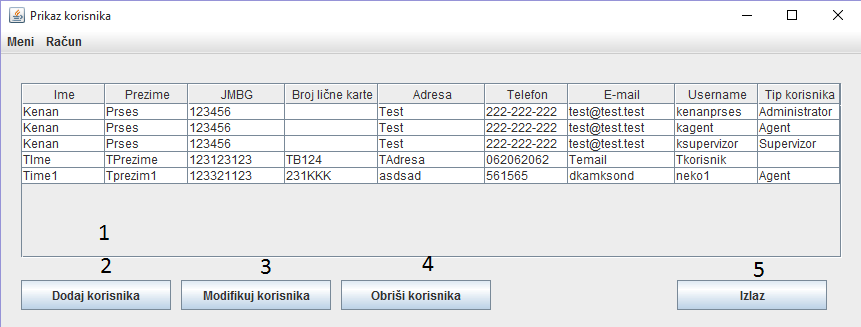 Prikaz korisnika
Meni Račun
Ime Prezime JMBG Broj lične karte Adresa Telefon E-mail Username Tip korisnika
Kenan Prses 123456 Test 222-222-222 test@test.test kenanprses Administrator
Kenan Prses 123456 Test 222-222-222 test@test.test kagent Agent
Kenan Prses 123456 Test 222-222-222 test@test.test ksupervizor Supervizor
TIme TPrezime 123123123 TB124 TAdresa 062062062 Temail Tkorisnik
Time1 Tprezim1 123321123 231KKK asdsad 561565 dkamksond neko1 Agent
1
2 3 4 5
Dodaj korisnika Modifikuj korisnika Obriši korisnika Izlaz